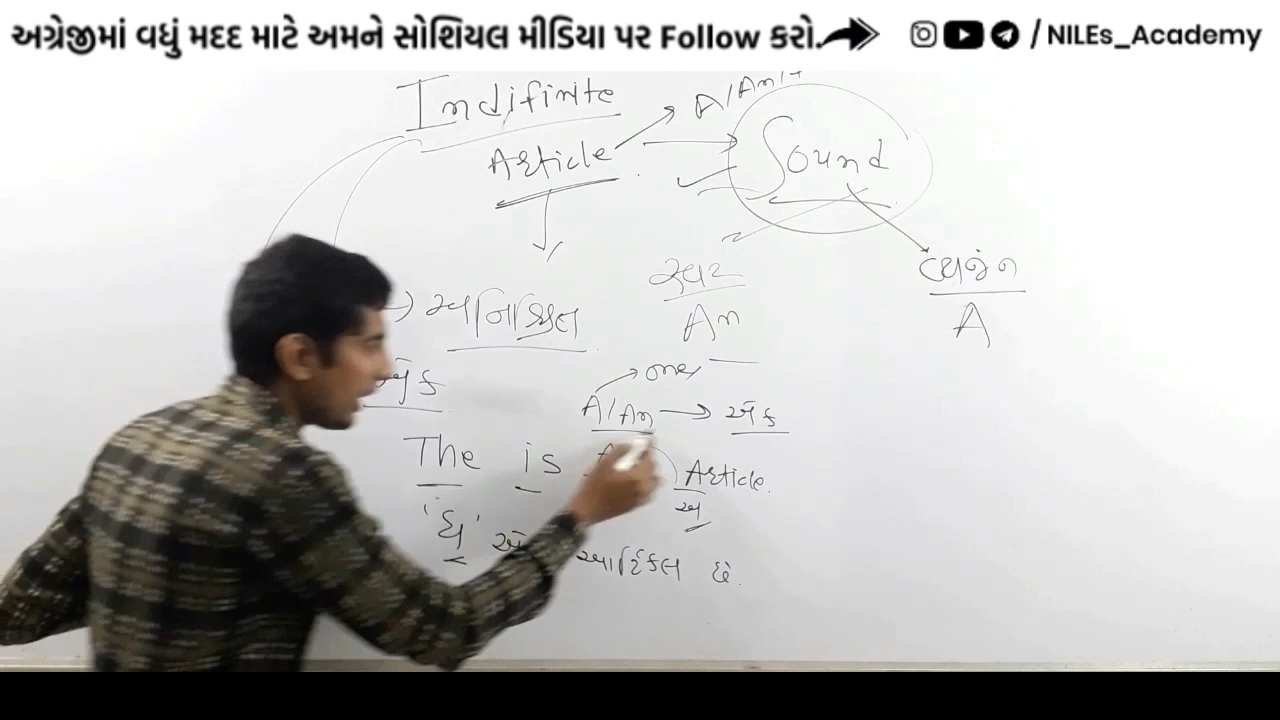 અગ્રેજીમાં વધું મદદ માટે અમને સોશિયલ મીડિયા પર Follow કરો. / NILEs_Academy
Indifinite
A/An/
Article
Sound
સ્વર
An
વ્યંજન
A
અનિશ્ચિત
one
A/An → એક
The is Article.
અ
'ધ' આર્ટિકલ છે.